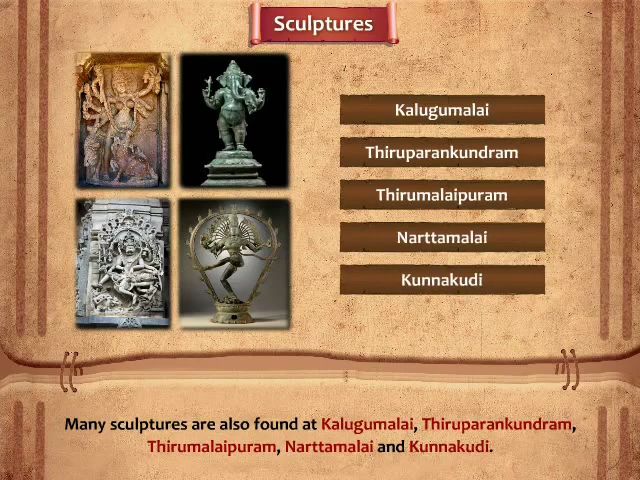 Sculptures
Kalugumalai
Thiruparankundram
Thirumalaipuram
Narttamalai
Kunnakudi
Many sculptures are also found at Kalugumalai, Thiruparankundram,
Thirumalaipuram, Narttamalai and Kunnakudi.